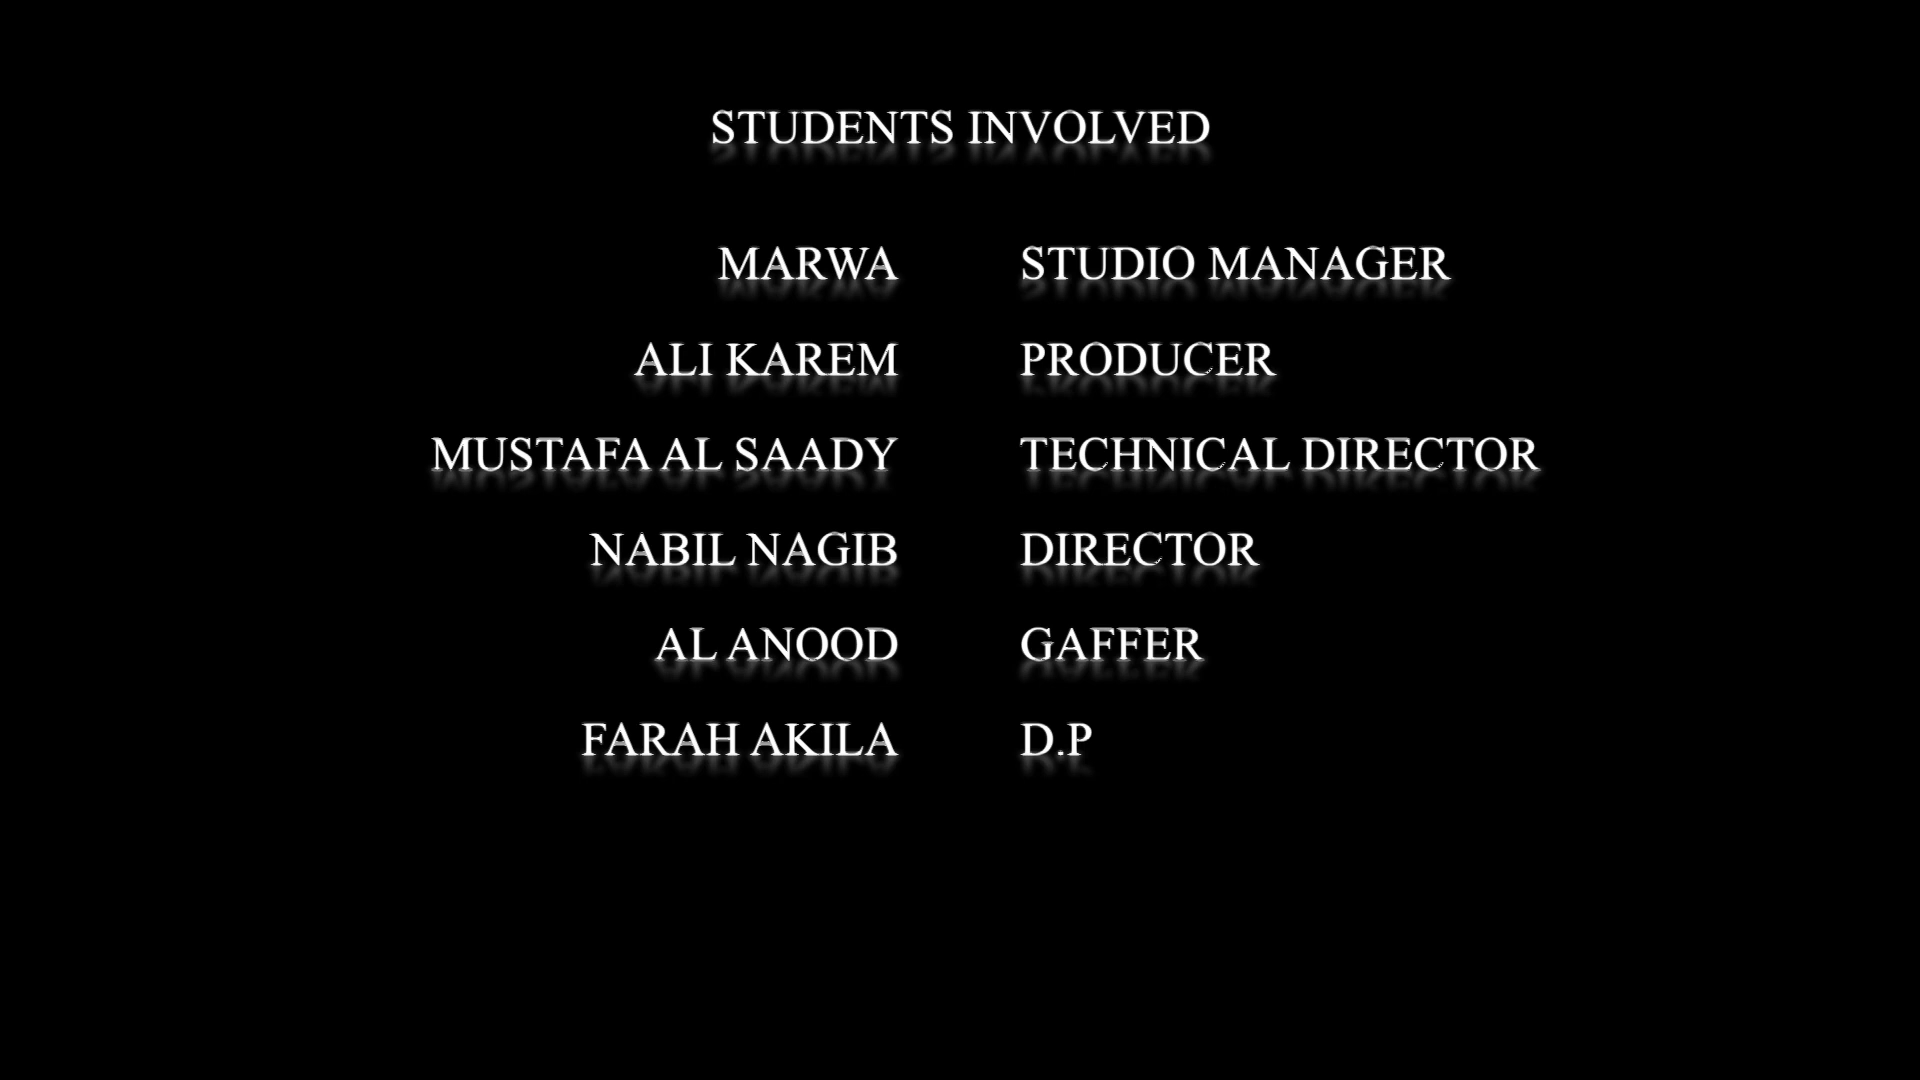 STUDENTS INVOLVED
MARWA STUDIO MANAGER
ALI KAREM PRODUCER
MUSTAFA AL SAADY TECHNICAL DIRECTOR
NABIL NAGIB DIRECTOR
AL ANOOD GAFFER
FARAH AKILA D.P